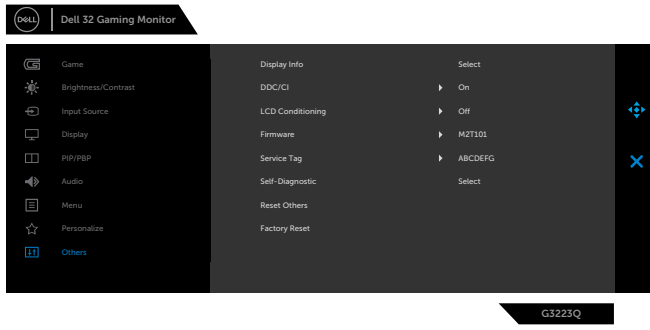 DELL
Dell 32 Gaming Monitor
Game
Display Info Select
Brightness/Contrast
DDC/CI On
Input Source
LCD Conditioning Off
Display
Firmware M2T101
PIP/PBP
Service Tag ABCDEFG
Audio
Self-Diagnostic Select
Menu
Reset Others
Personalize
Factory Reset
Others
G3223Q